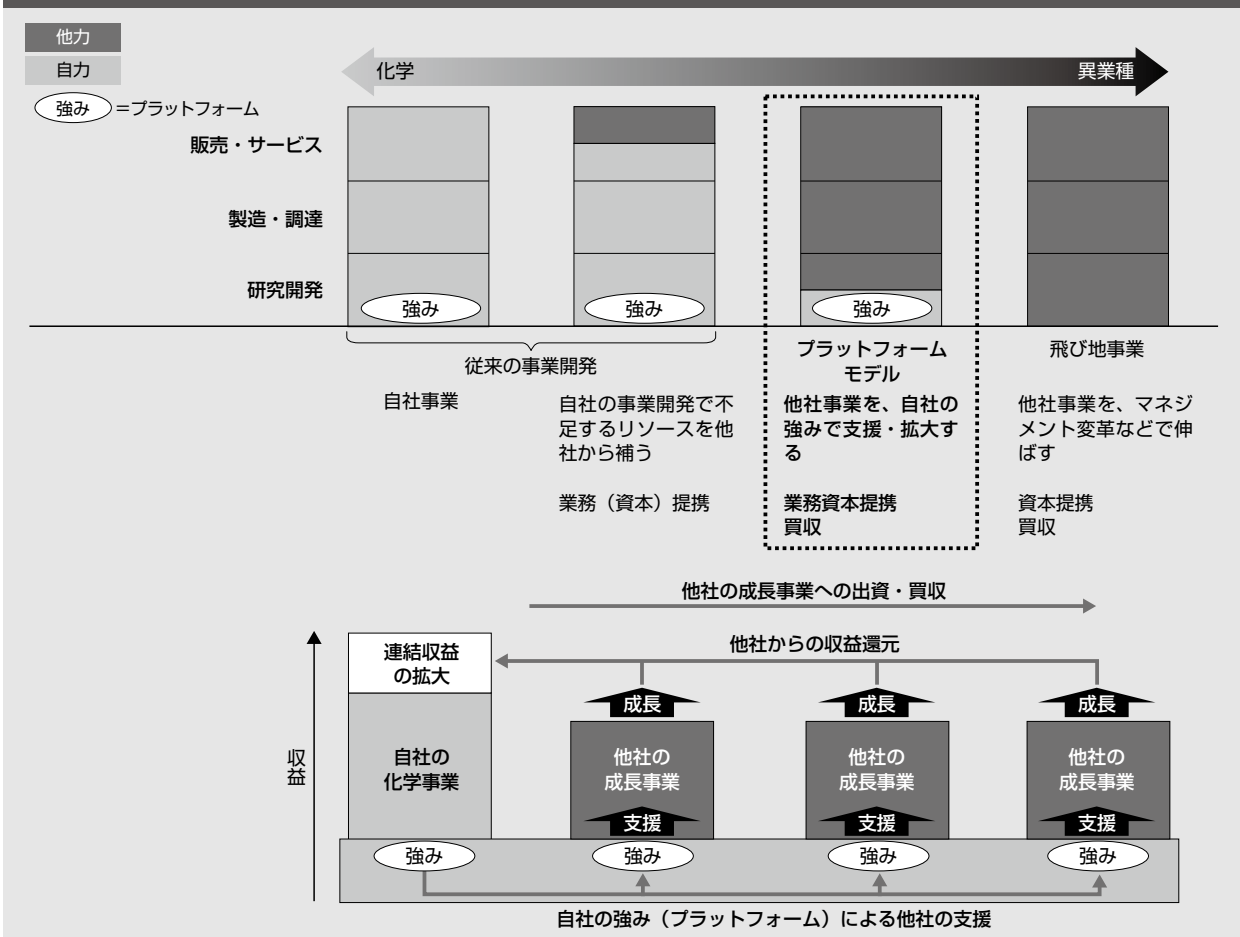 他力
自力
強み
=プラットフォーム
化学
異業種
販売・サービス
製造・調達
研究開発
強み
強み
強み
従来の事業開発
自社事業
自社の事業開発で不
足するリソースを他
社から補う
業務（資本）提携
プラットフォーム
モデル
他社事業を、自社の
強みで支援・拡大す
る
業務資本提携
買収
飛び地事業
他社事業を、マネジ
メント変革などで伸
ばす
資本提携
買収
他社の成長事業への出資・買収
他社からの収益還元
収益
連結収益
の拡大
自社の
化学事業
成長
成長
成長
他社の
成長事業
他社の
成長事業
他社の
成長事業
支援
支援
支援
強み
強み
強み
強み
自社の強み（プラットフォーム）による他社の支援